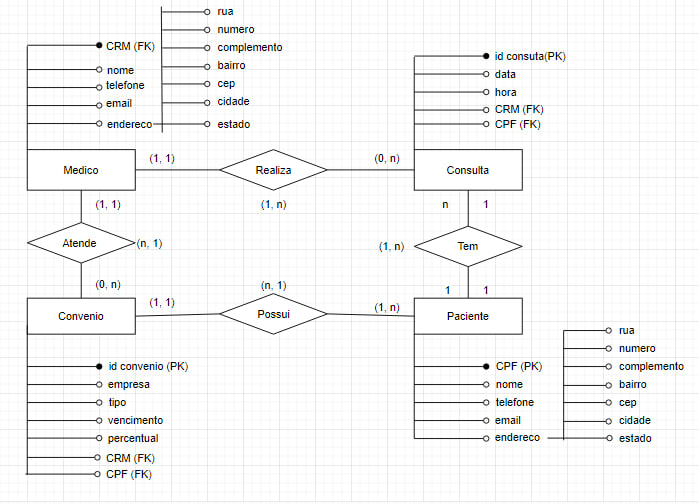 rua
numero
complemento
bairro
cep
cidade
estado
CRM (FK)
nome
telefone
email
endereco
id consuta(PK)
data
hora
CRM (FK)
CPF (FK)
Medico
(1, 1)
Realiza
(1, n)
(0, n)
Consulta
(1, 1)
Atende
(n, 1)
(0, n)
n
1
(1, n)
Tem
1
1
Convenio
(1, 1)
(n, 1)
Possui
(1, n)
Paciente
id convenio (PK)
empresa
tipo
vencimento
percentual
CRM (FK)
CPF (FK)
CPF (PK)
nome
telefone
email
endereco
rua
numero
complemento
bairro
cep
cidade
estado